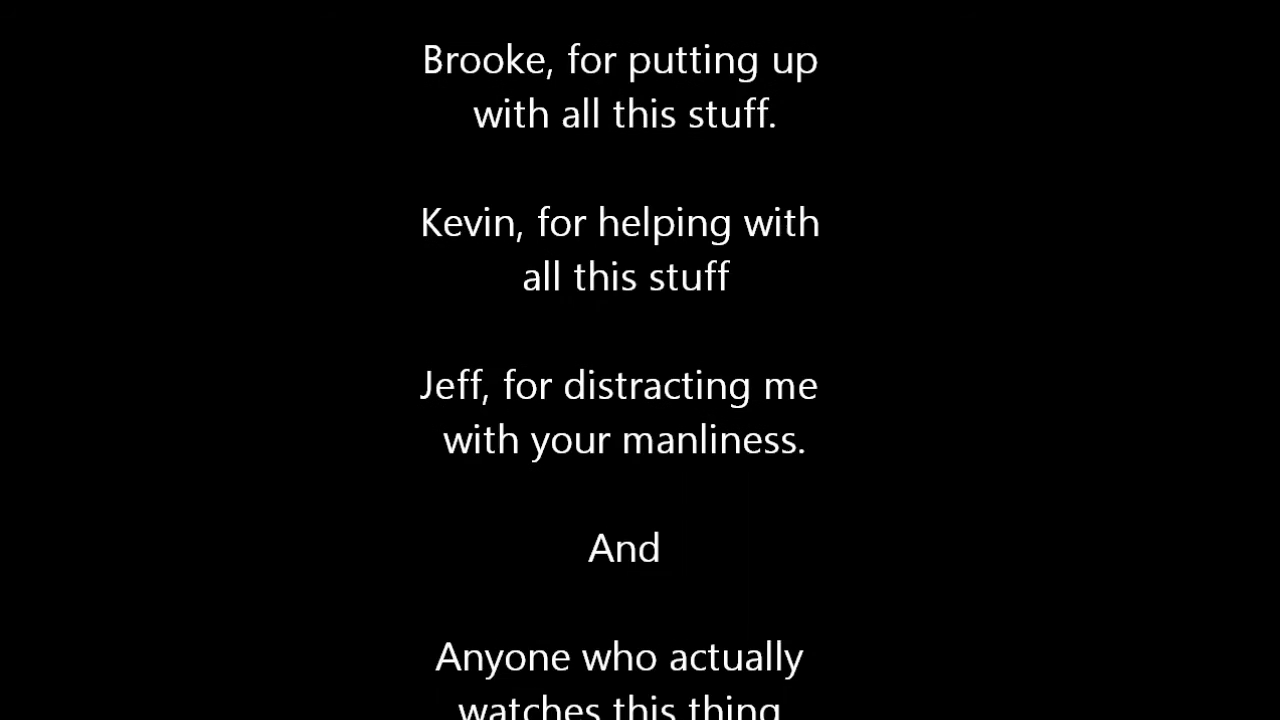 Brooke, for putting up
with all this stuff.
Kevin, for helping with
all this stuff
Jeff, for distracting me
with your manliness.
And
Anyone who actually
watches this thing